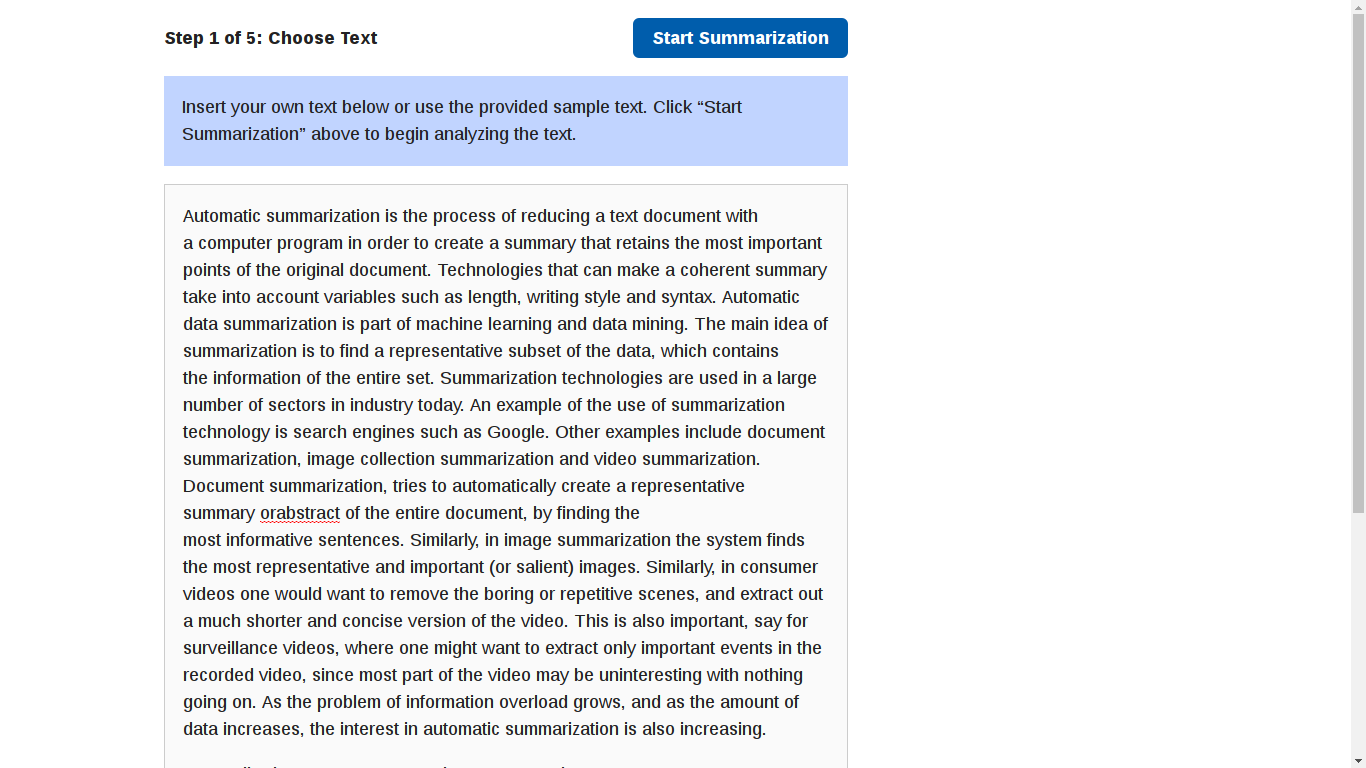 Step 1 of 5: Choose Text
Start Summarization
Insert your own text below or use the provided sample text. Click “Start
Summarization” above to begin analyzing the text.
Automatic summarization is the process of reducing a text document with
a computer program in order to create a summary that retains the most important
points of the original document. Technologies that can make a coherent summary
take into account variables such as length, writing style and syntax. Automatic
data summarization is part of machine learning and data mining. The main idea of
summarization is to find a representative subset of the data, which contains
the information of the entire set. Summarization technologies are used in a large
number of sectors in industry today. An example of the use of summarization
technology is search engines such as Google. Other examples include document
summarization, image collection summarization and video summarization.
Document summarization, tries to automatically create a representative
summary orabstract of the entire document, by finding the
most informative sentences. Similarly, in image summarization the system finds
the most representative and important (or salient) images. Similarly, in consumer
videos one would want to remove the boring or repetitive scenes, and extract out
a much shorter and concise version of the video. This is also important, say for
surveillance videos, where one might want to extract only important events in the
recorded video, since most part of the video may be uninteresting with nothing
going on. As the problem of information overload grows, and as the amount of
data increases, the interest in automatic summarization is also increasing.